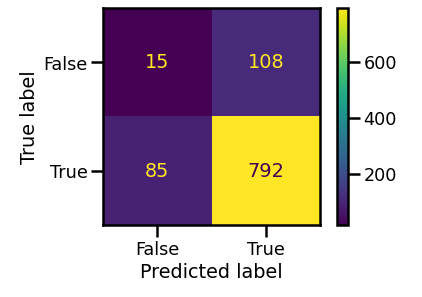 True label
False
True
15 108
85 792
False True
Predicted label
600
400
200